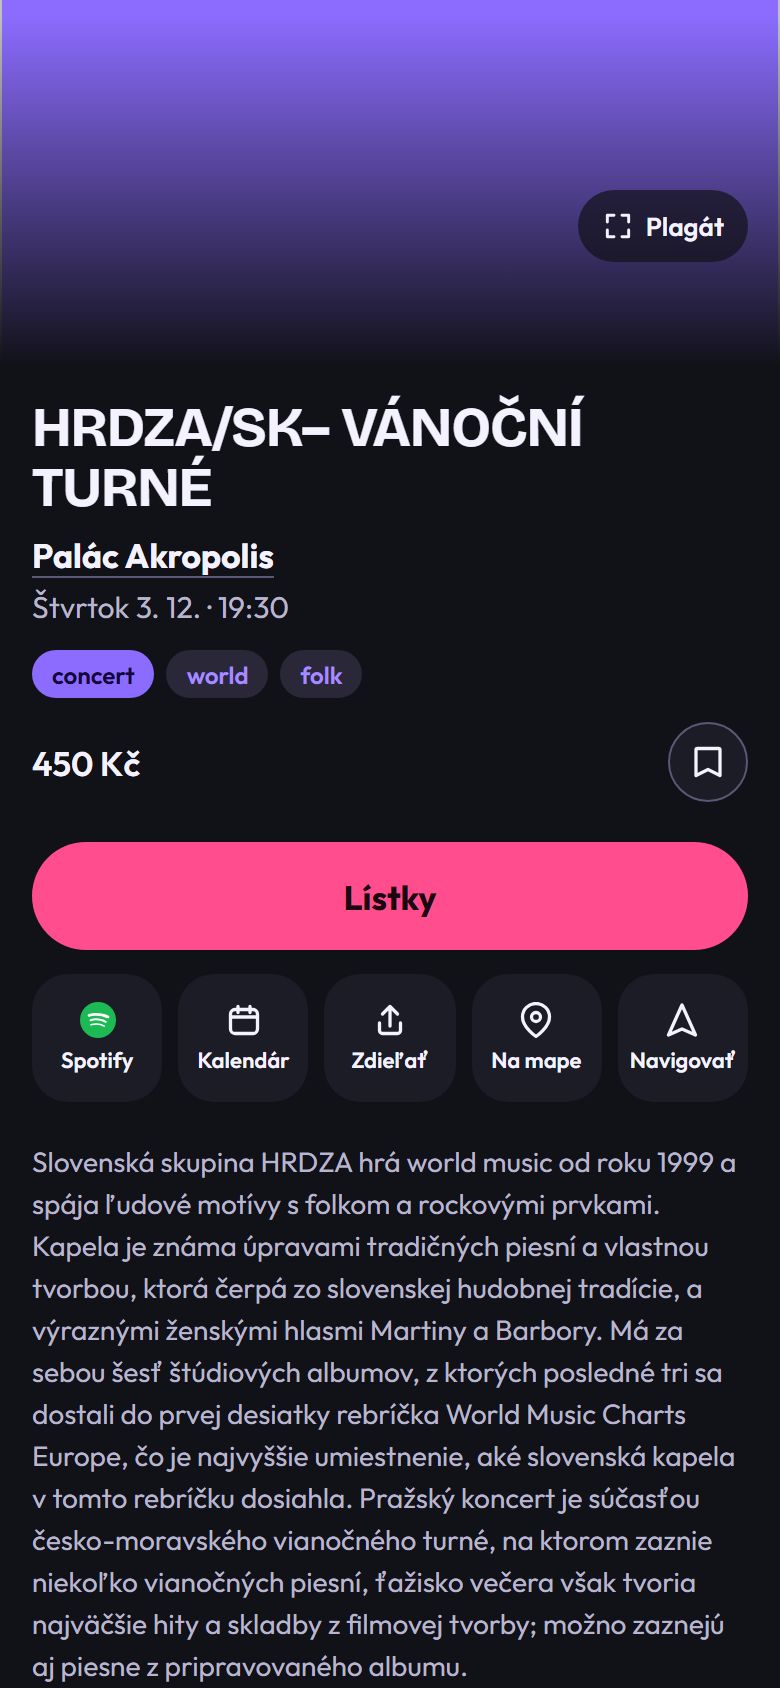 Plagát
HRDZA/SK– VÁNOČNÍ
TURNÉ
Palác Akropolis
Štvrtok 3. 12. · 19:30
concert world folk
450 Kč
Lístky
Spotify Kalendár Zdieľať Na mape Navigovať
Slovenská skupina HRDZA hrá world music od roku 1999 a
spája ľudové motívy s folkom a rockovými prvkami.
Kapela je známa úpravami tradičných piesní a vlastnou
tvorbou, ktorá čerpá zo slovenskej hudobnej tradície, a
výraznými ženskými hlasmi Martiny a Barbory. Má za
sebou šesť štúdiových albumov, z ktorých posledné tri sa
dostali do prvej desiatky rebríčka World Music Charts
Europe, čo je najvyššie umiestnenie, aké slovenská kapela
v tomto rebríčku dosiahla. Pražský koncert je súčasťou
česko-moravského vianočného turné, na ktorom zaznie
niekoľko vianočných piesní, ťažisko večera však tvoria
najväčšie hity a skladby z filmovej tvorby; možno zaznejú
aj piesne z pripravovaného albumu.